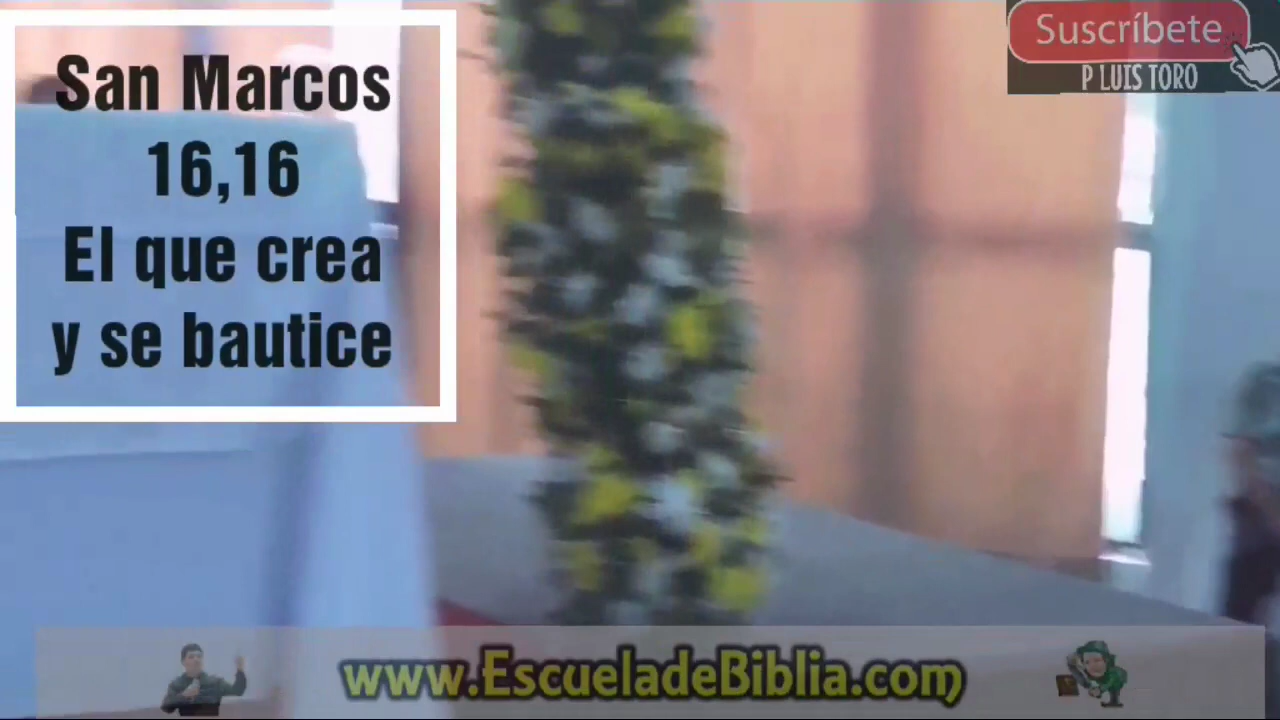 San Marcos
16,16
El que crea
y se bautice
Suscríbete
P LUIS TORO
www.EscueladeBiblia.com